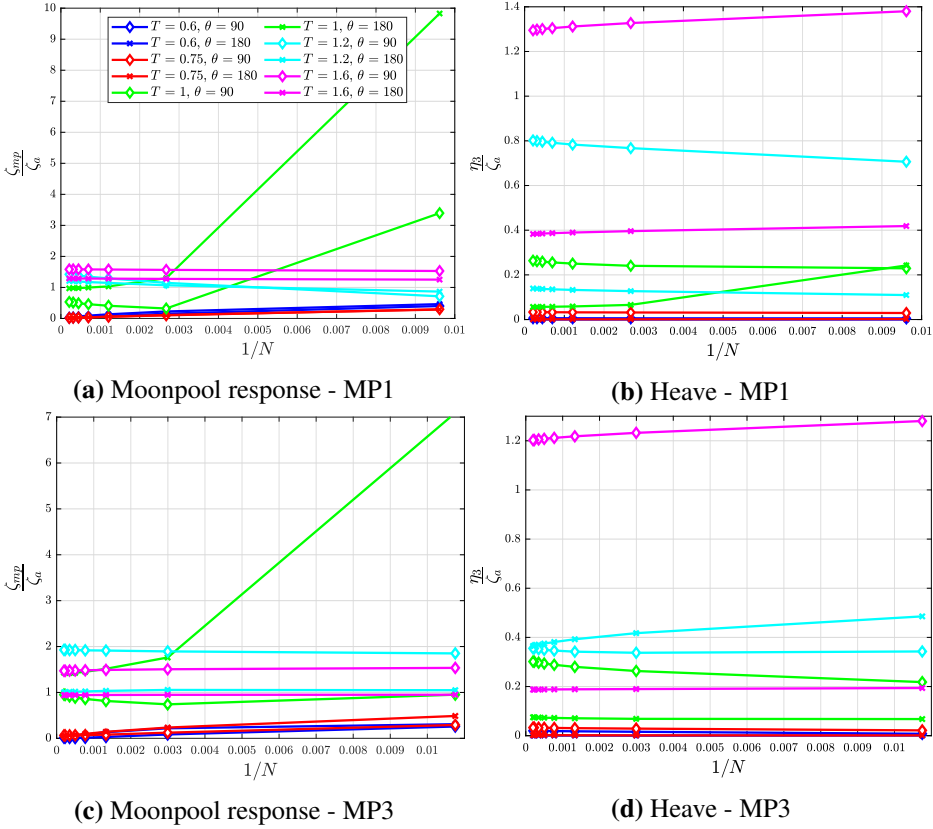 10
9
8
7
6
5
4
3
2
1
0
ζmp/ζa
T = 0.6, θ = 90
T = 0.6, θ = 180
T = 0.75, θ = 90
T = 0.75, θ = 180
T = 1, θ = 90
T = 1, θ = 180
T = 1.2, θ = 90
T = 1.2, θ = 180
T = 1.6, θ = 90
T = 1.6, θ = 180
0 0.001 0.002 0.003 0.004 0.005 0.006 0.007 0.008 0.009 0.01
1/N
(a) Moonpool response - MP1
1.4
1.2
1
0.8
0.6
0.4
0.2
0
η3/ζa
0 0.001 0.002 0.003 0.004 0.005 0.006 0.007 0.008 0.009 0.01
1/N
(b) Heave - MP1
7
6
5
4
3
2
1
0
ζmp/ζa
0 0.001 0.002 0.003 0.004 0.005 0.006 0.007 0.008 0.009 0.01
1/N
(c) Moonpool response - MP3
1.2
1
0.8
0.6
0.4
0.2
0
η3/ζa
0 0.001 0.002 0.003 0.004 0.005 0.006 0.007 0.008 0.009 0.01
1/N
(d) Heave - MP3